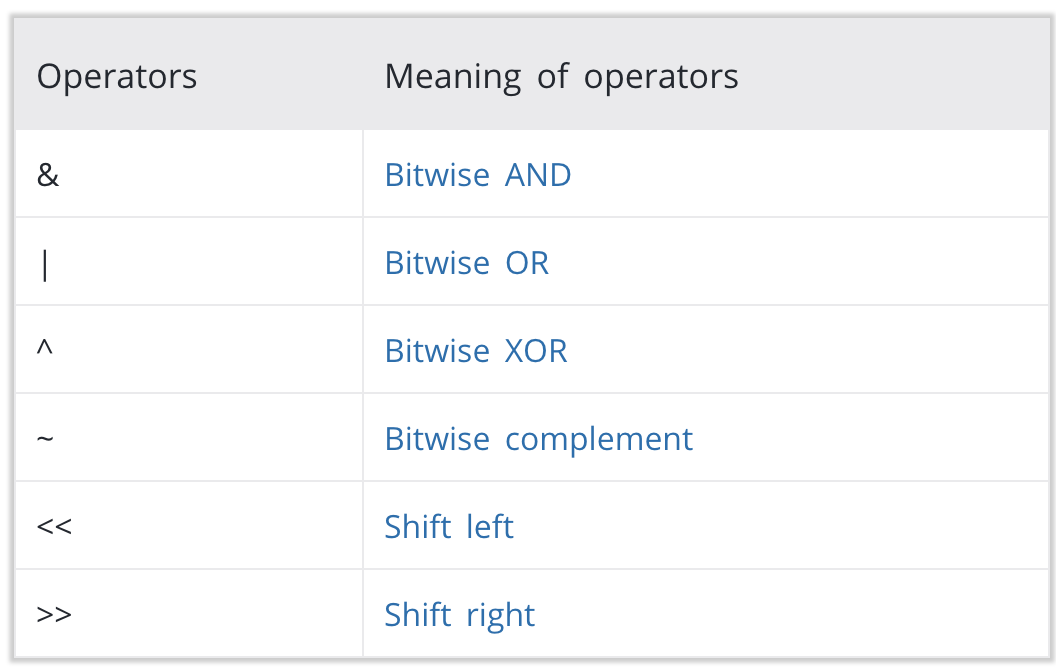 Operators Meaning of operators
& Bitwise AND
| Bitwise OR
^ Bitwise XOR
~ Bitwise complement
<< Shift left
>> Shift right